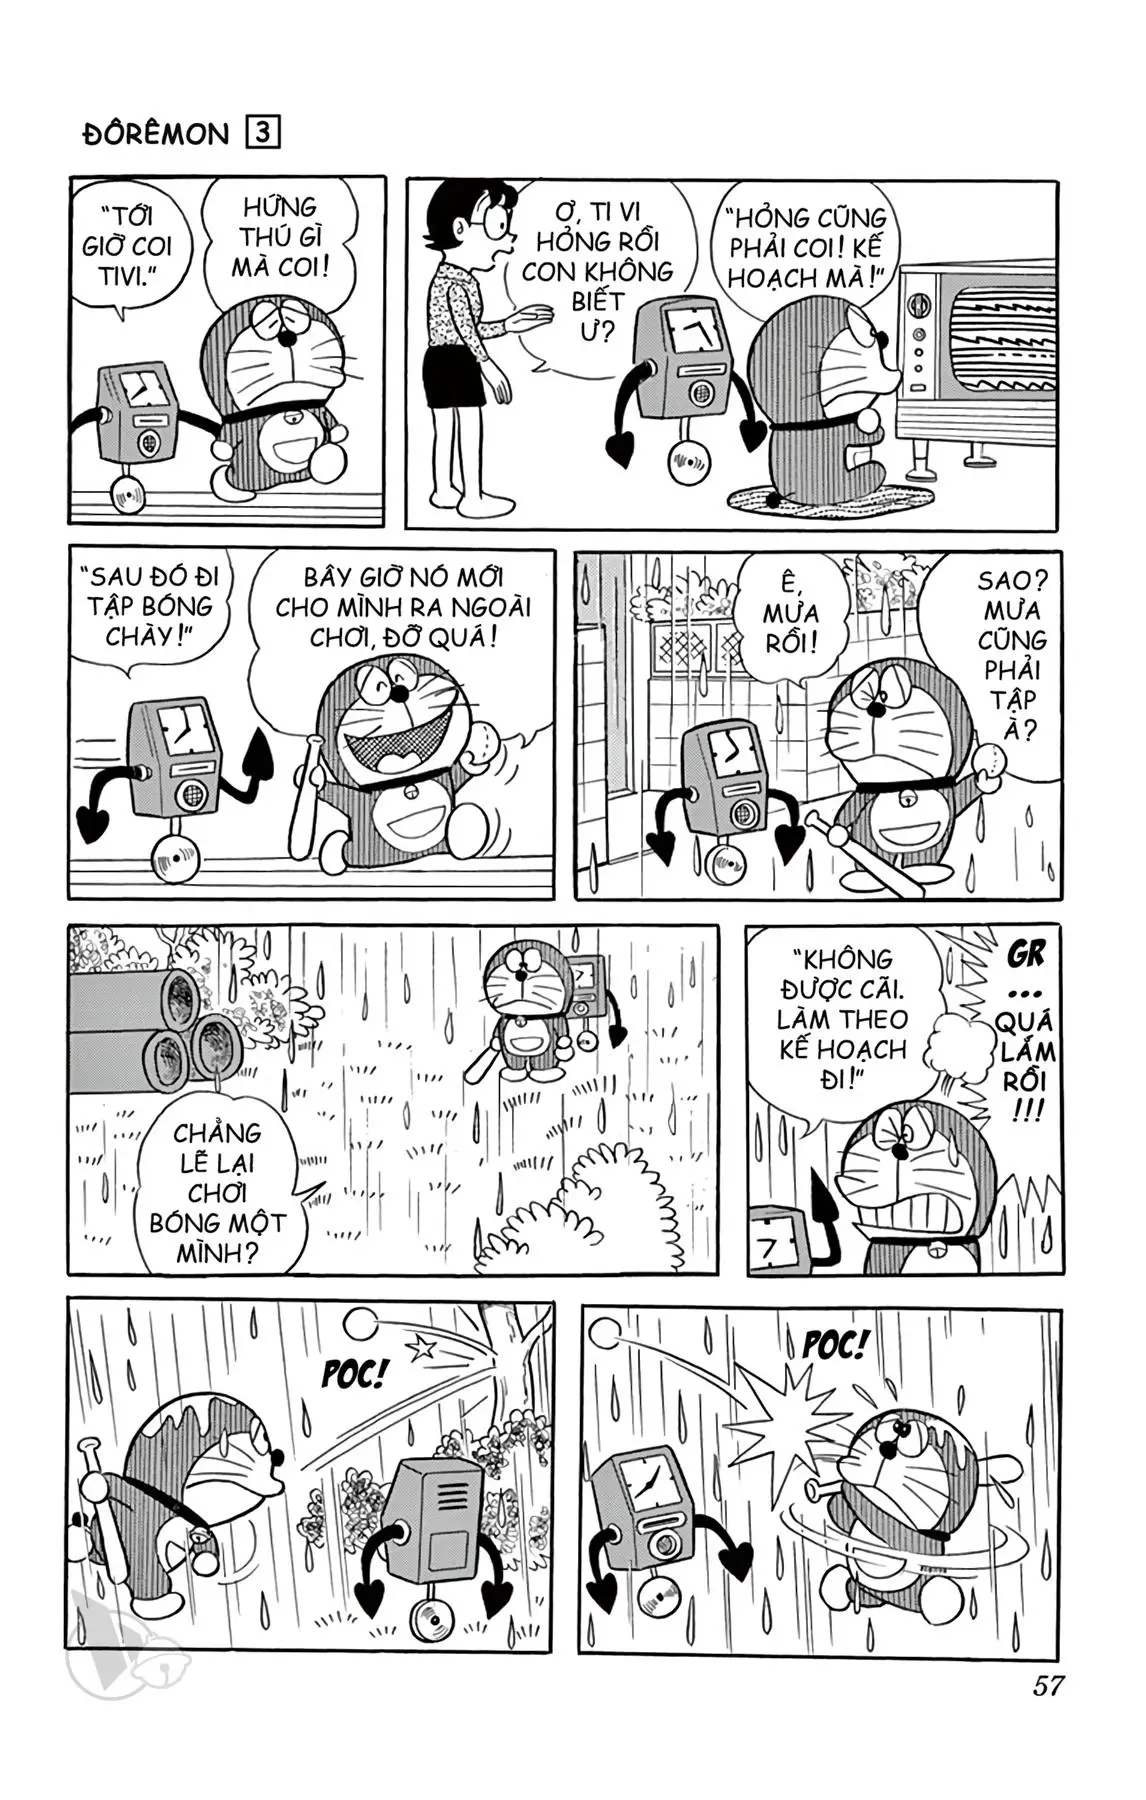 ĐÔRÊMON 3
"TỚI
GIỜ COI
TIVI."
HỨNG
THÚ GÌ
MÀ COI!
Ơ, TI VI
HỎNG RỒI
CON KHÔNG
BIẾT
Ư?
"HỎNG CŨNG
PHẢI COI! KẾ
HOẠCH MÀ!"
"SAU ĐÓ ĐI
TẬP BÓNG
CHÀY!"
BÂY GIỜ NÓ MỚI
CHO MÌNH RA NGOÀI
CHƠI, ĐỠ QUÁ!
Ê,
MƯA
RỒI!
SAO?
MƯA
CŨNG
PHẢI
TẬP
À?
CHẲNG
LẼ LẠI
CHƠI
BÓNG MỘT
MÌNH?
"KHÔNG
ĐƯỢC CÃI.
LÀM THEO
KẾ HOẠCH
ĐI!"
GR
...
QUÁ
LẮM
RỒI
!!!
POC!
POC!
57